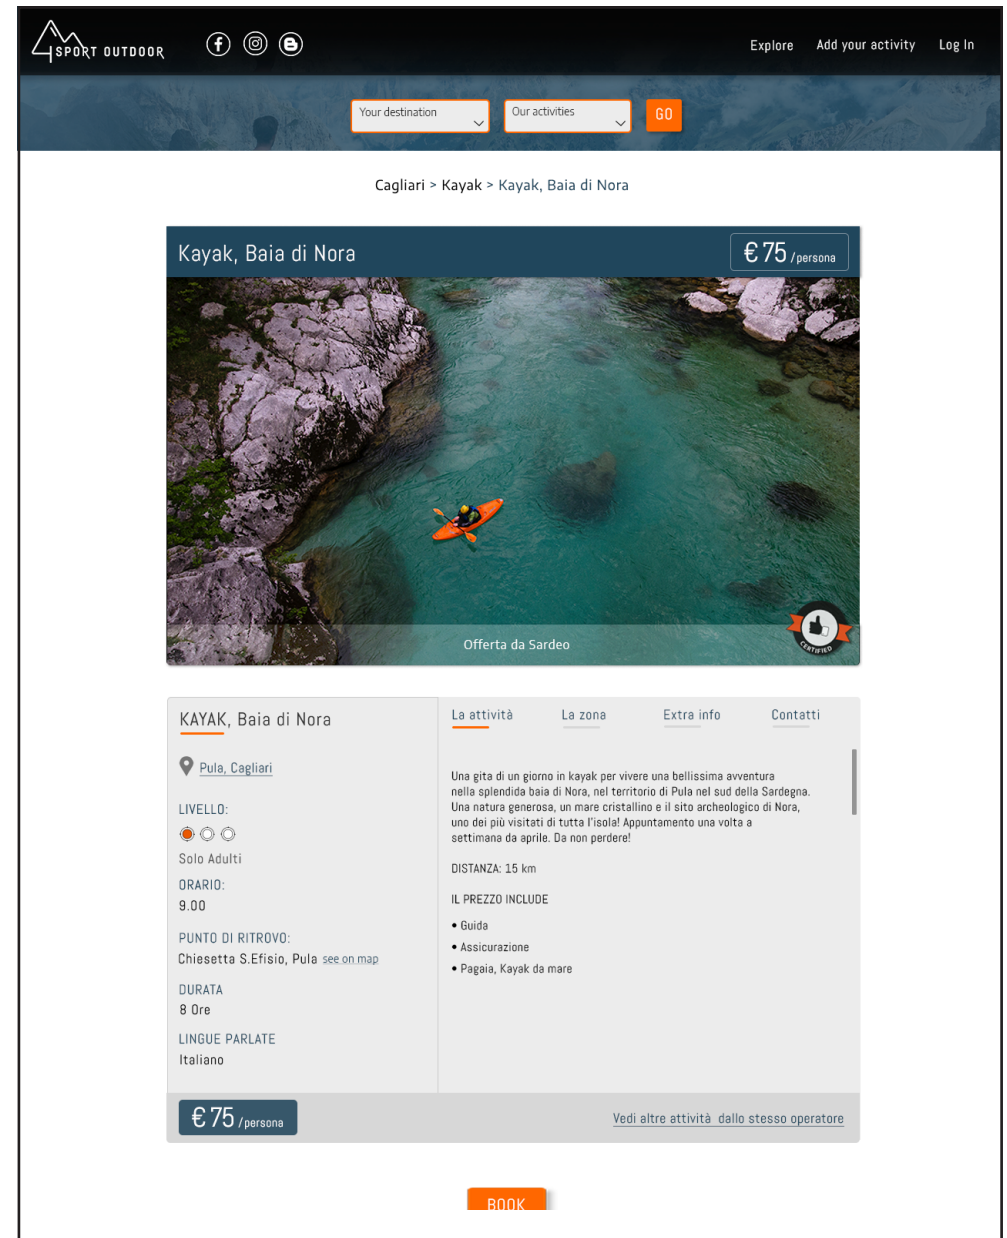 4SPORT OUTDOOR
Explore Add your activity Log In
Your destination
Our activities
GO
Cagliari > Kayak > Kayak, Baia di Nora
Kayak, Baia di Nora
€ 75 /persona
Offerta da Sardeo
CERTIFIED
KAYAK, Baia di Nora
Pula, Cagliari
LIVELLO:
Solo Adulti
ORARIO:
9.00
PUNTO DI RITROVO:
Chiesetta S.Efisio, Pula see on map
DURATA
8 Ore
LINGUE PARLATE
Italiano
La attività La zona Extra info Contatti
Una gita di un giorno in kayak per vivere una bellissima avventura
nella splendida baia di Nora, nel territorio di Pula nel sud della Sardegna.
Una natura generosa, un mare cristallino e il sito archeologico di Nora,
uno dei più visitati di tutta l'isola! Appuntamento una volta a
settimana da aprile. Da non perdere!
DISTANZA: 15 km
IL PREZZO INCLUDE
• Guida
• Assicurazione
• Pagaia, Kayak da mare
€ 75 /persona
Vedi altre attività dallo stesso operatore
BOOK